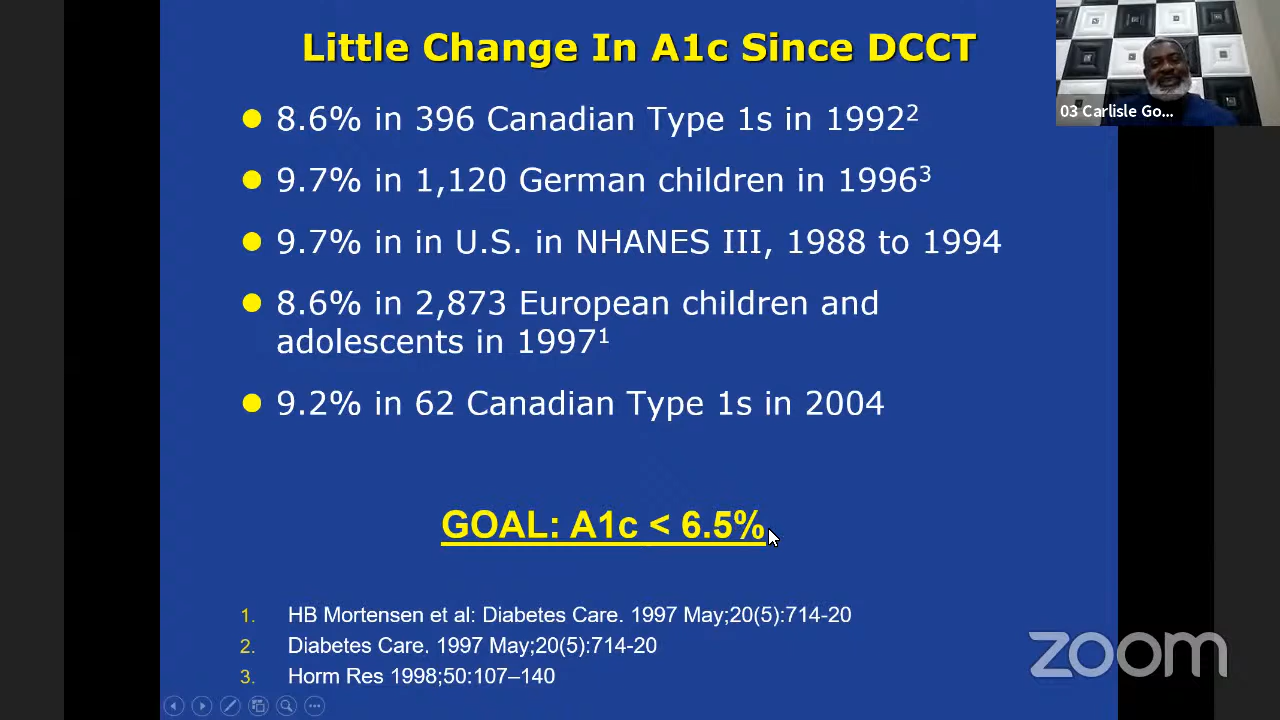 Little Change In A1c Since DCCT
03 Carlisle Go...
8.6% in 396 Canadian Type 1s in 1992²
9.7% in 1,120 German children in 1996³
9.7% in in U.S. in NHANES III, 1988 to 1994
8.6% in 2,873 European children and
adolescents in 1997¹
9.2% in 62 Canadian Type 1s in 2004
GOAL: A1c < 6.5%
1. HB Mortensen et al: Diabetes Care. 1997 May;20(5):714-20
2. Diabetes Care. 1997 May;20(5):714-20
3. Horm Res 1998;50:107–140
zoom